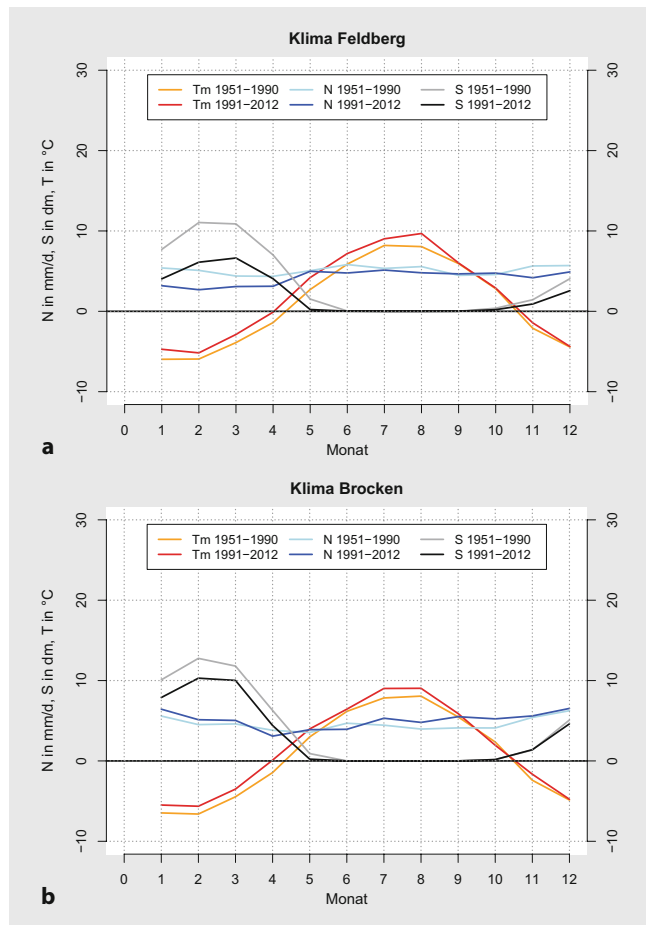 Klima Feldberg
Tm 1951−1990 N 1951−1990 S 1951−1990
Tm 1991−2012 N 1991−2012 S 1991−2012
N in mm/d, S in dm, T in °C
30
20
10
0
−10
30
20
10
0
−10
0 1 2 3 4 5 6 7 8 9 10 11 12
Monat
a
Klima Brocken
Tm 1951−1990 N 1951−1990 S 1951−1990
Tm 1991−2012 N 1991−2012 S 1991−2012
N in mm/d, S in dm, T in °C
30
20
10
0
−10
30
20
10
0
−10
0 1 2 3 4 5 6 7 8 9 10 11 12
Monat
b